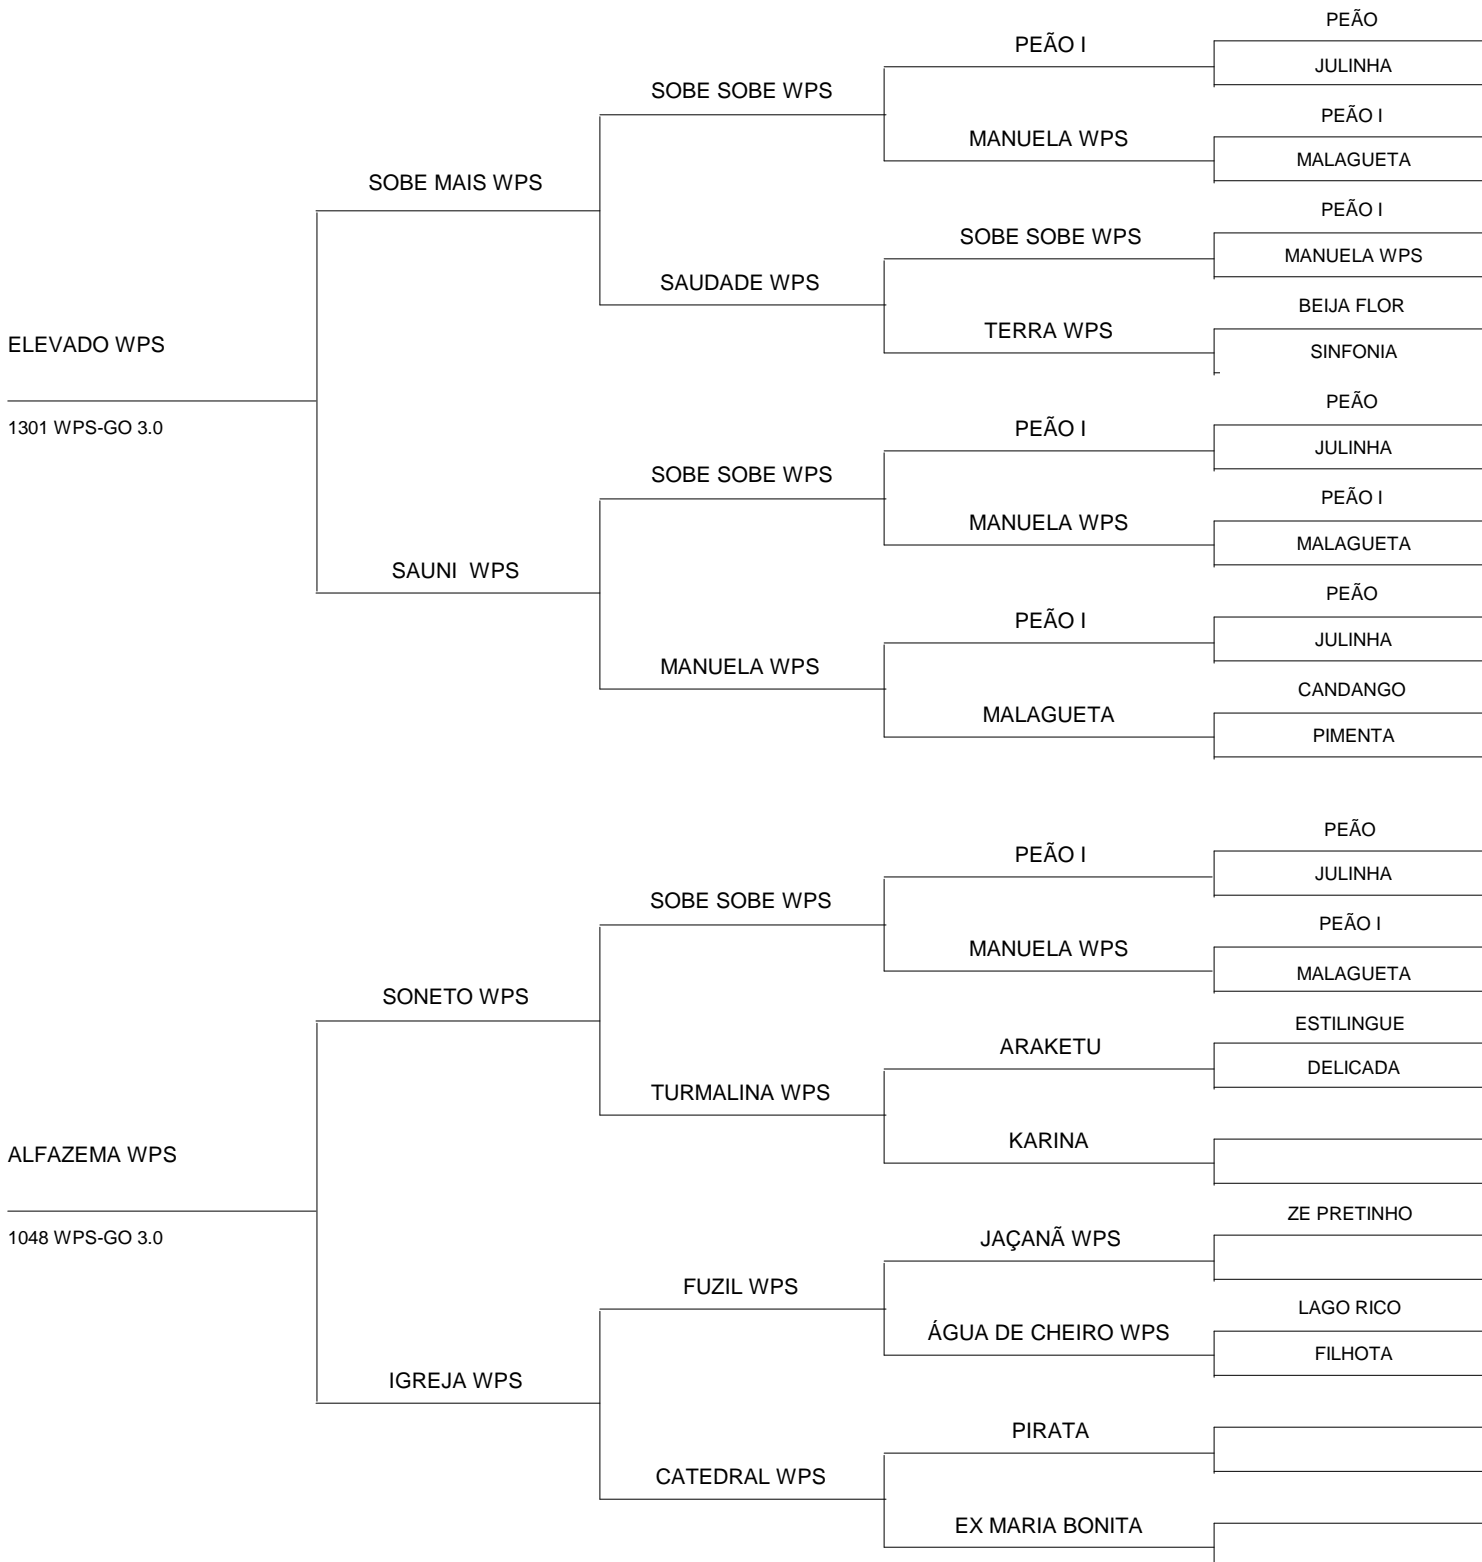 PEÃO
PEÃO I
JULINHA
SOBE SOBE WPS
PEÃO I
MANUELA WPS
MALAGUETA
SOBE MAIS WPS
PEÃO I
SOBE SOBE WPS
MANUELA WPS
SAUDADE WPS
BEIJA FLOR
TERRA WPS
ELEVADO WPS
SINFONIA
PEÃO
1301 WPS-GO 3.0
PEÃO I
JULINHA
SOBE SOBE WPS
PEÃO I
MANUELA WPS
MALAGUETA
SAUNI  WPS
PEÃO
PEÃO I
JULINHA
MANUELA WPS
CANDANGO
MALAGUETA
PIMENTA
PEÃO
PEÃO I
JULINHA
SOBE SOBE WPS
PEÃO I
MANUELA WPS
MALAGUETA
SONETO WPS
ESTILINGUE
ARAKETU
DELICADA
TURMALINA WPS
KARINA
ALFAZEMA WPS
ZE PRETINHO
1048 WPS-GO 3.0
JAÇANÃ WPS
FUZIL WPS
LAGO RICO
ÁGUA DE CHEIRO WPS
FILHOTA
IGREJA WPS
PIRATA
CATEDRAL WPS
EX MARIA BONITA